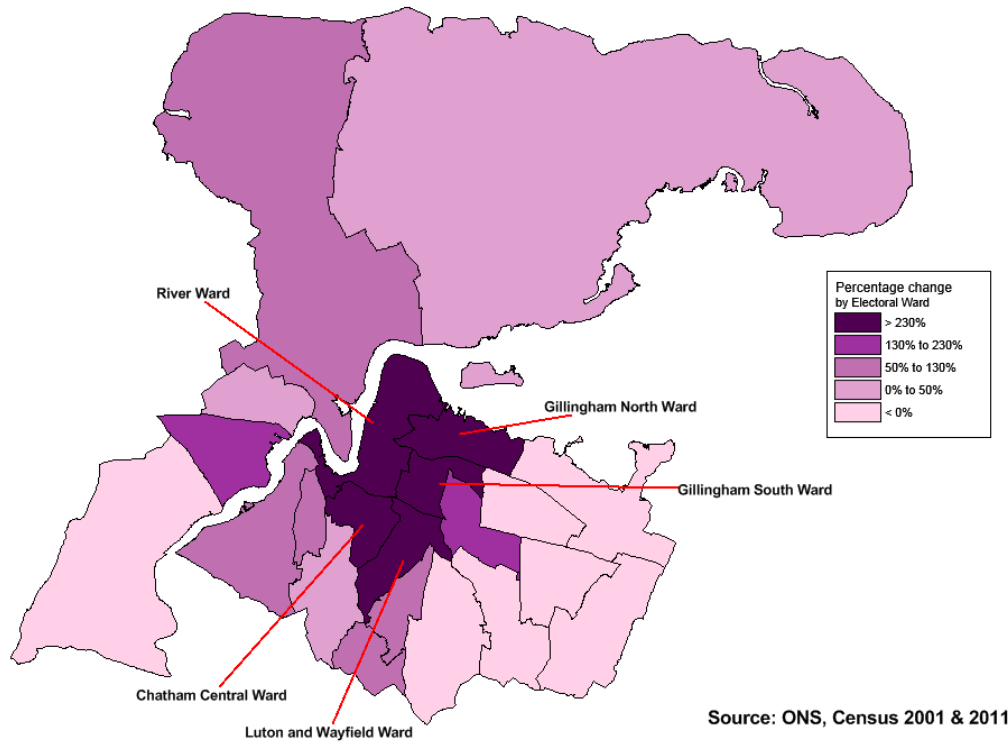 River Ward
Percentage change
by Electoral Ward
> 230%
130% to 230%
50% to 130%
0% to 50%
< 0%
Gillingham North Ward
Gillingham South Ward
Chatham Central Ward
Luton and Wayfield Ward
Source: ONS, Census 2001 & 2011